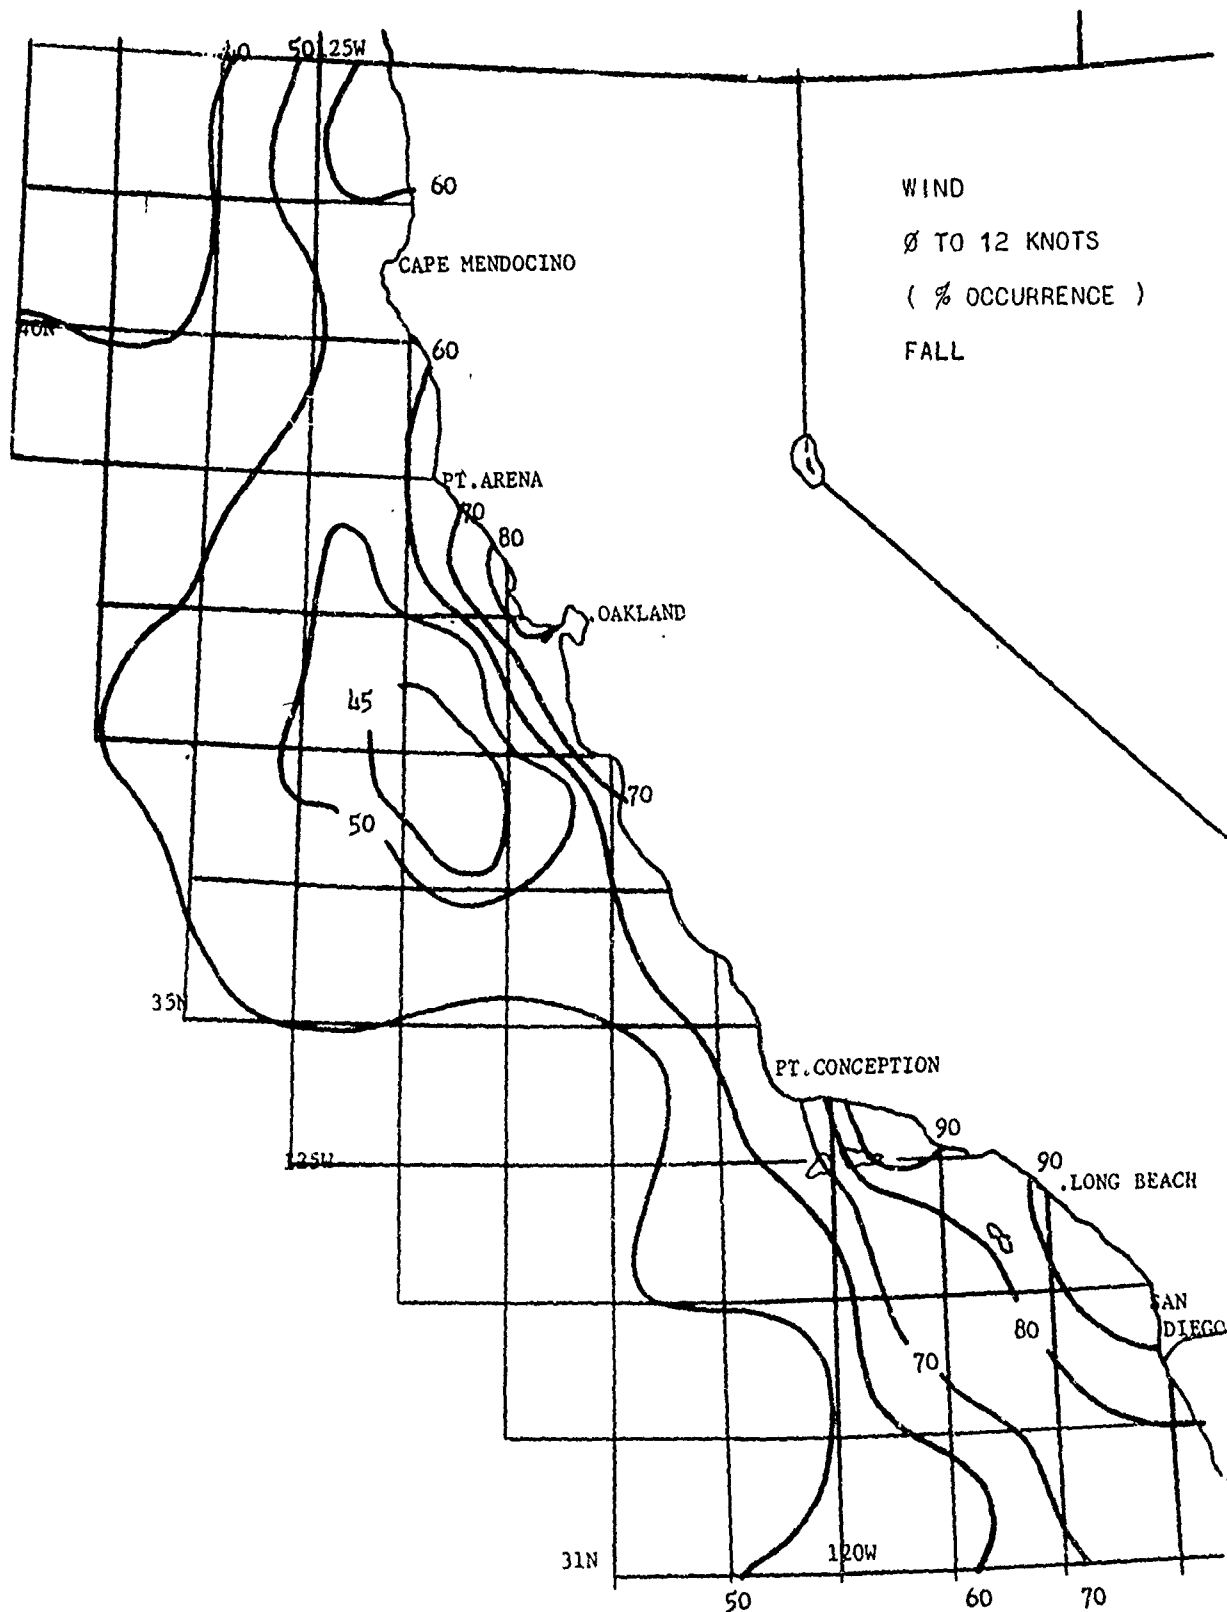 40 50 125W
WIND
Ø TO 12 KNOTS
( % OCCURRENCE )
FALL
60
CAPE MENDOCINO
40N
60
PT.ARENA
70
80
.OAKLAND
45
70
50
35N
PT.CONCEPTION
90
125W
90
.LONG BEACH
8
SAN
DIEGO
80
70
31N
120W
50 60 70